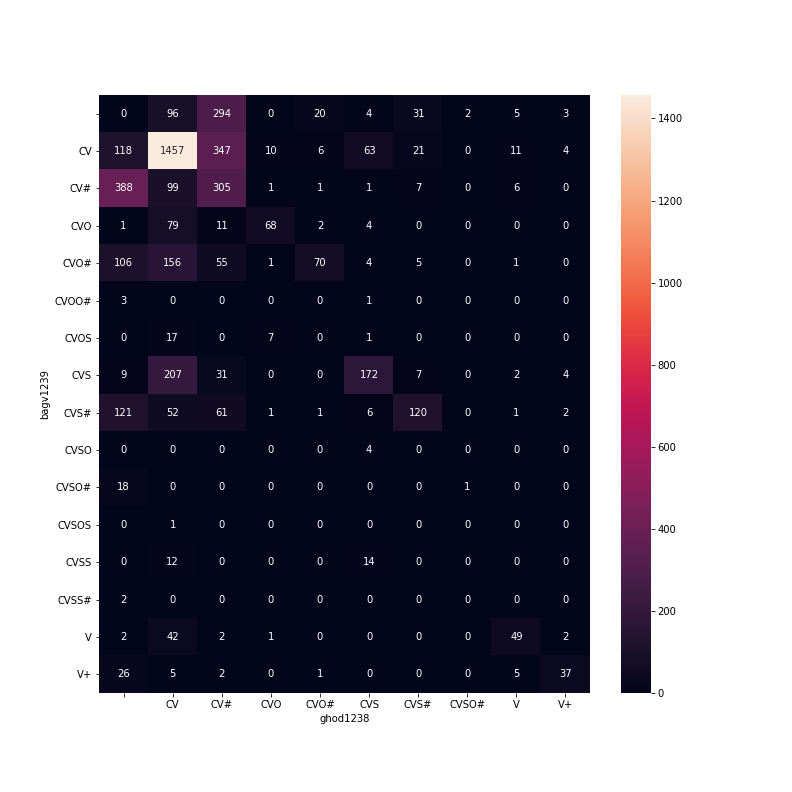 0 96 294 0 20 4 31 2 5 3
CV 118 1457 347 10 6 63 21 0 11 4
CV# 388 99 305 1 1 1 7 0 6 0
CVO 1 79 11 68 2 4 0 0 0 0
CVO# 106 156 55 1 70 4 5 0 1 0
CVOO# 3 0 0 0 0 1 0 0 0 0
CVOS 0 17 0 7 0 1 0 0 0 0
CVS 9 207 31 0 0 172 7 0 2 4
CVS# 121 52 61 1 1 6 120 0 1 2
CVSO 0 0 0 0 0 4 0 0 0 0
CVSO# 18 0 0 0 0 0 0 1 0 0
CVSOS 0 1 0 0 0 0 0 0 0 0
CVSS 0 12 0 0 0 14 0 0 0 0
CVSS# 2 0 0 0 0 0 0 0 0 0
V 2 42 2 1 0 0 0 0 49 2
V+ 26 5 2 0 1 0 0 0 5 37
CV CV# CVO CVO# CVS CVS# CVSO# V V+
ghod1238
bagv1239
1400
1200
1000
800
600
400
200
0